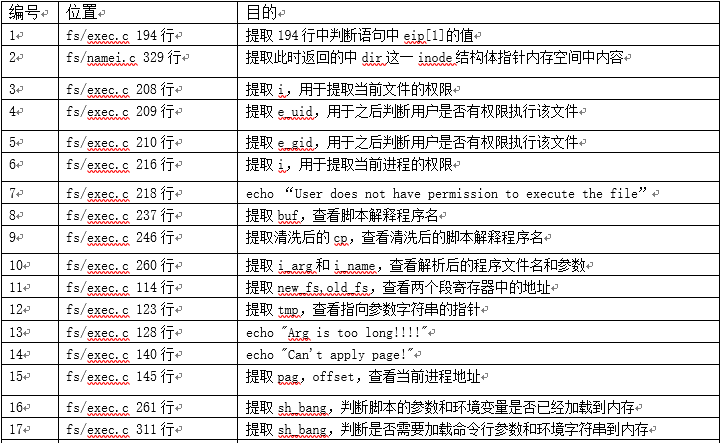 编号 位置 目的
1 fs/exec.c 194 行 提取 194 行中判断语句中 eip[1]的值
2 fs/namei.c 329 行 提取此时返回的中 dir 这一 inode 结构体指针内存空间中内容
3 fs/exec.c 208 行 提取 i,用于提取当前文件的权限
4 fs/exec.c 209 行 提取 e_uid,用于之后判断用户是否有权限执行该文件
5 fs/exec.c 210 行 提取 e_gid,用于之后判断用户是否有权限执行该文件
6 fs/exec.c 216 行 提取 i,用于提取当前进程的权限
7 fs/exec.c 218 行 echo “User does not have permission to execute the file”
8 fs/exec.c 237 行 提取 buf,查看脚本解释程序名
9 fs/exec.c 246 行 提取清洗后的 cp,查看清洗后的脚本解释程序名
10 fs/exec.c 260 行 提取 i_arg 和 i_name,查看解析后的程序文件名和参数
11 fs/exec.c 114 行 提取 new_fs,old_fs,查看两个段寄存器中的地址
12 fs/exec.c 123 行 提取 tmp,查看指向参数字符串的指针
13 fs/exec.c 128 行 echo "Arg is too long!!!!"
14 fs/exec.c 140 行 echo "Can't apply page!"
15 fs/exec.c 145 行 提取 pag, offset,查看当前进程地址
16 fs/exec.c 261 行 提取 sh_bang,判断脚本的参数和环境变量是否已经加载到内存
17 fs/exec.c 311 行 提取 sh_bang,判断是否需要加载命令行参数和环境字符串到内存